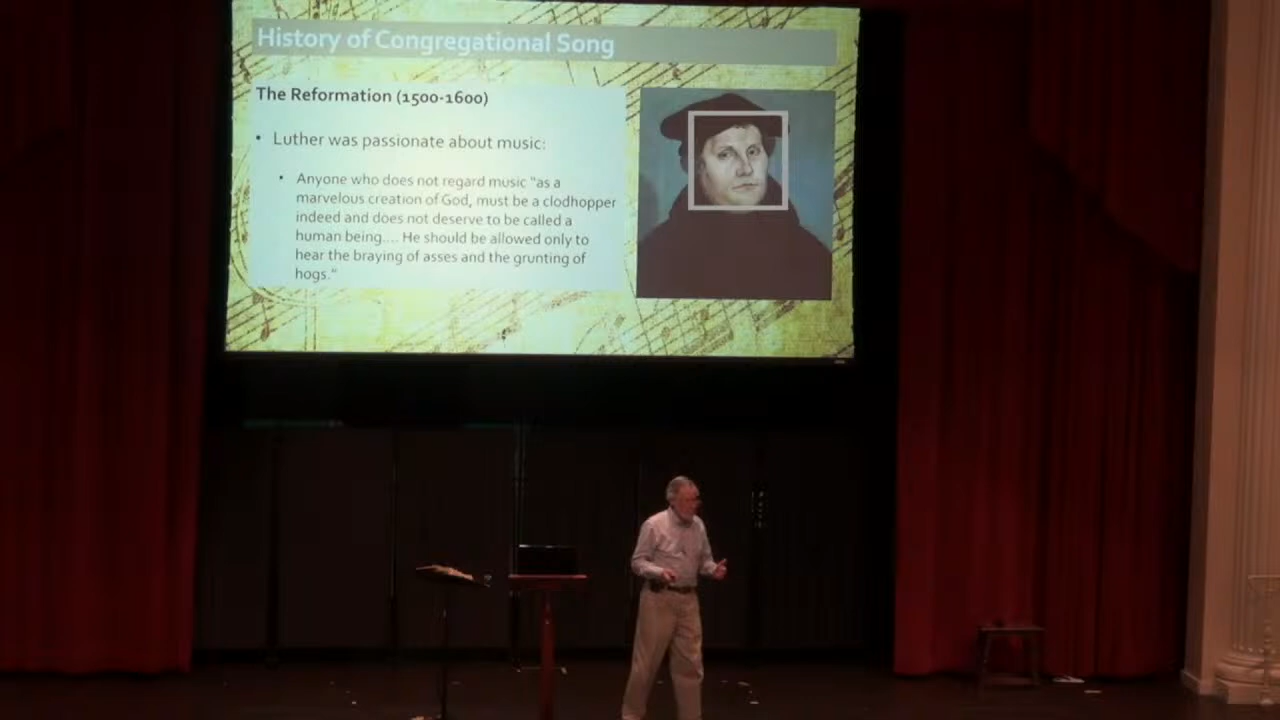 History of Congregational Song
The Reformation (1500-1600)
• Luther was passionate about music:
• Anyone who does not regard music "as a
marvelous creation of God, must be a clodhopper
indeed and does not deserve to be called a
human being.... He should be allowed only to
hear the braying of asses and the grunting of
hogs."